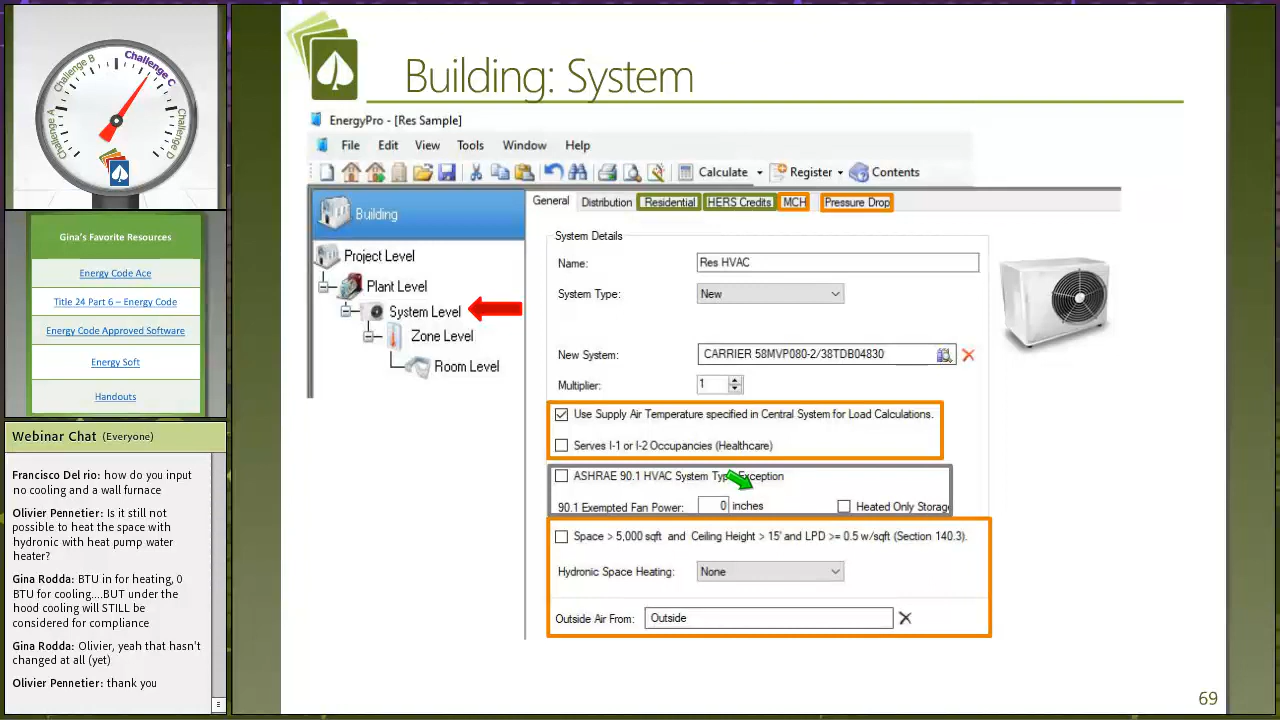 Challenge A
Challenge B
Challenge C
Challenge D
Gina's Favorite Resources
Energy Code Ace
Title 24 Part 6 – Energy Code
Energy Code Approved Software
Energy Soft
Handouts
Webinar Chat (Everyone)
Francisco Del rio: how do you input
no cooling and a wall furnace
Olivier Pennetier: Is it still not
possible to heat the space with
hydronic with heat pump water
heater?
Gina Rodda: BTU in for heating, 0
BTU for cooling....BUT under the
hood cooling will STILL be
considered for compliance
Gina Rodda: Olivier, yeah that hasn't
changed at all (yet)
Olivier Pennetier: thank you
Building: System
EnergyPro - [Res Sample]
File Edit View Tools Window Help
Calculate Register Contents
Building
Project Level
Plant Level
System Level
Zone Level
Room Level
General Distribution Residential HERS Credits MCH Pressure Drop
System Details
Name: Res HVAC
System Type: New
New System: CARRIER 58MVP080-2/38TDB04830
Multiplier: 1
Use Supply Air Temperature specified in Central System for Load Calculations.
Serves I-1 or I-2 Occupancies (Healthcare)
ASHRAE 90.1 HVAC System Type Exception
90.1 Exempted Fan Power: 0 inches Heated Only Storag
Space > 5,000 sqft and Ceiling Height > 15' and LPD >= 0.5 w/sqft (Section 140.3).
Hydronic Space Heating: None
Outside Air From: Outside
69